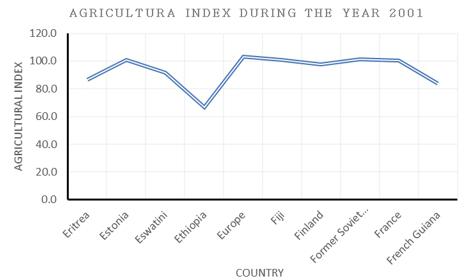 AGRICULTURA INDEX DURING THE YEAR 2001
120.0
100.0
80.0
60.0
40.0
20.0
0.0
AGRICULTURAL INDEX
Eritrea
Estonia
Eswatini
Ethiopia
Europe
Fiji
Finland
Former Soviet...
France
French Guiana
COUNTRY